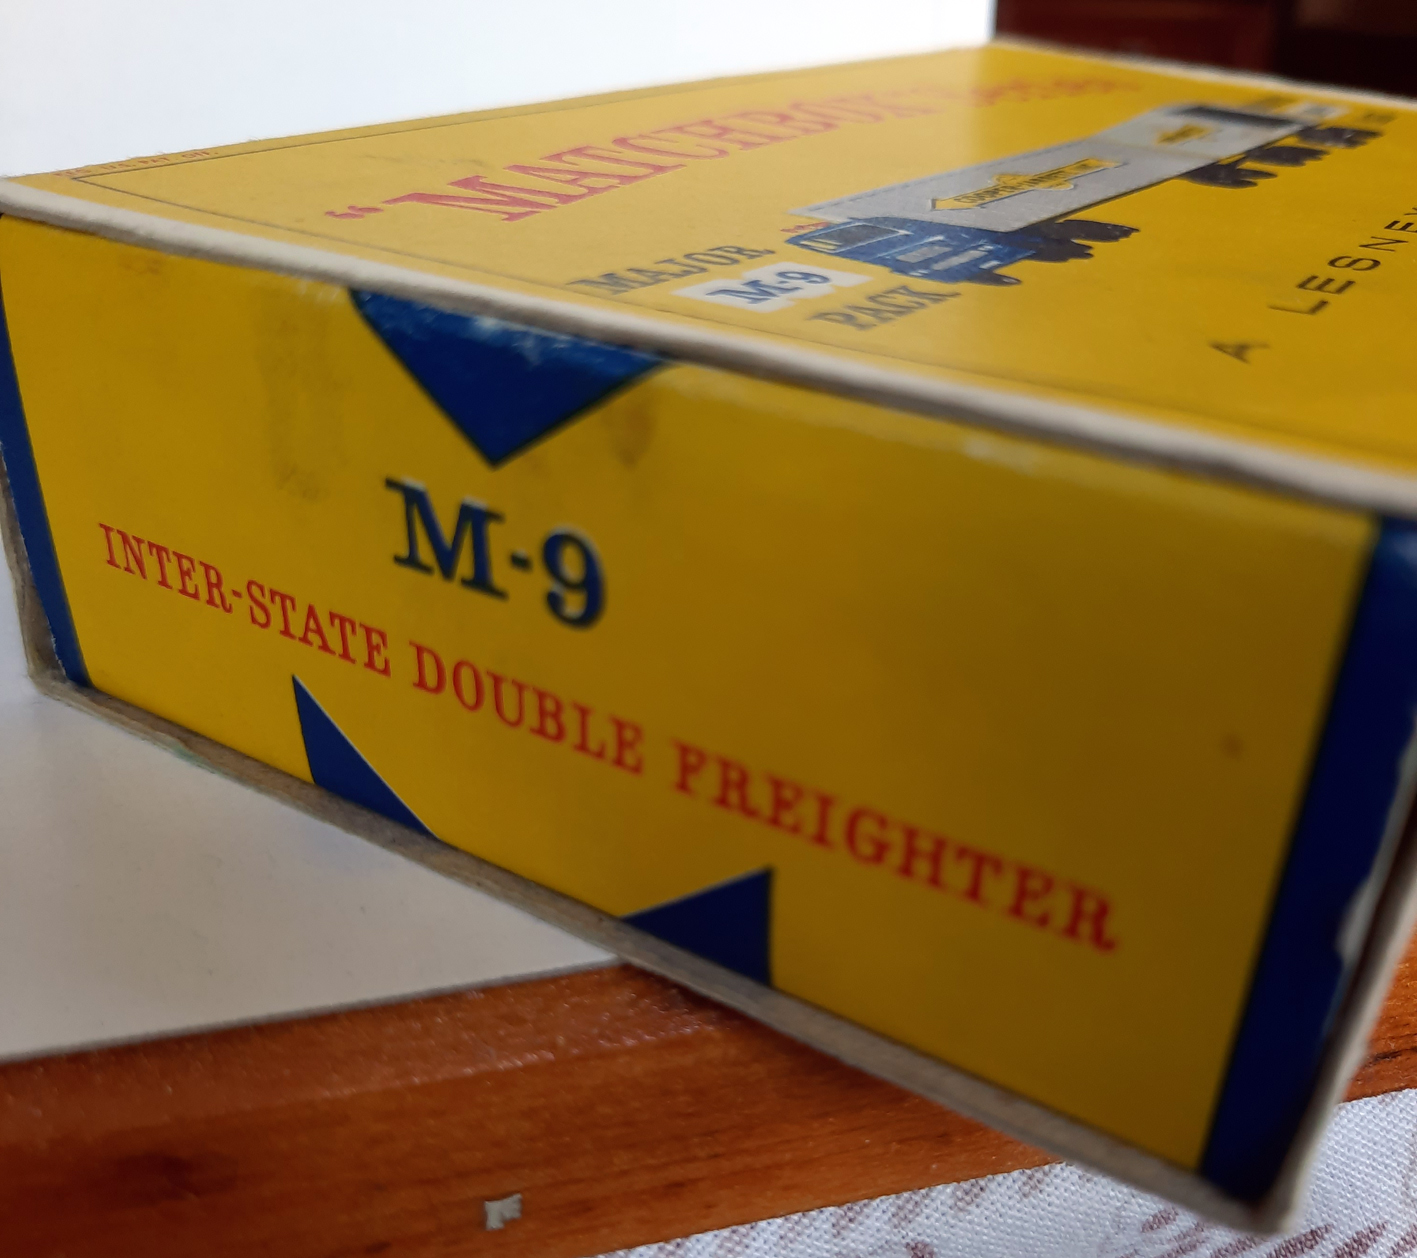 "MATCHBOX"
MAJOR
M-9
PACK
A LESNEY
M-9
INTER-STATE DOUBLE FREIGHTER